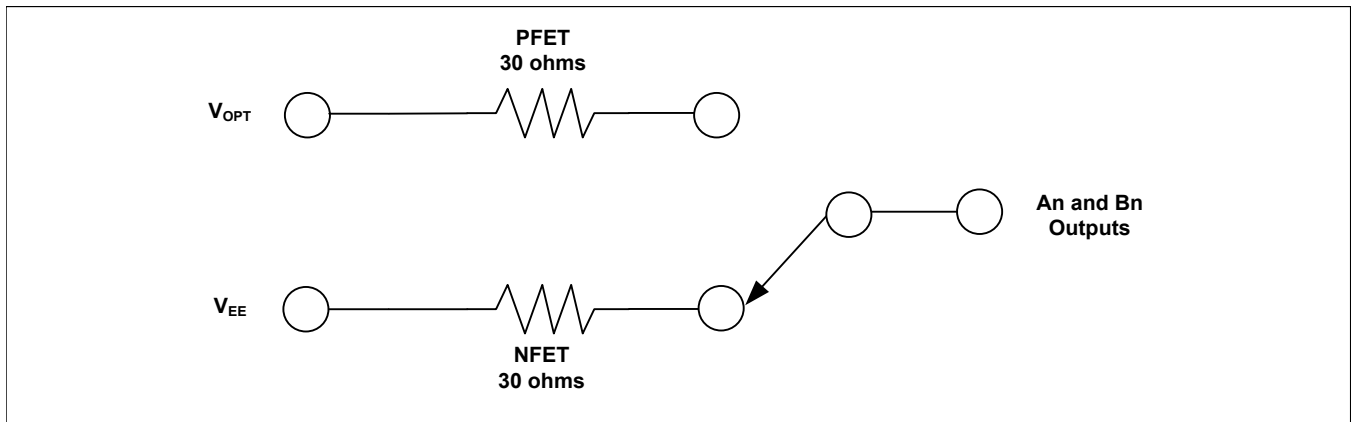 PFET
30 ohms
VOPT
An and Bn
Outputs
VEE
NFET
30 ohms